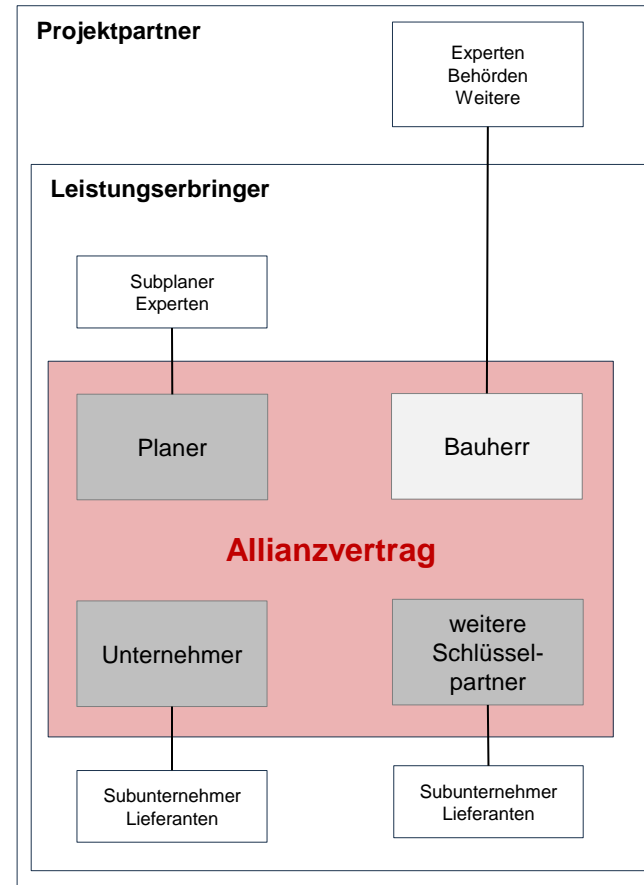 Projektpartner
Experten
Behörden
Weitere
Leistungserbringer
Subplaner
Experten
Planer
Bauherr
Allianzvertrag
Unternehmer
weitere
Schlüssel-
partner
Subunternehmer
Lieferanten
Subunternehmer
Lieferanten